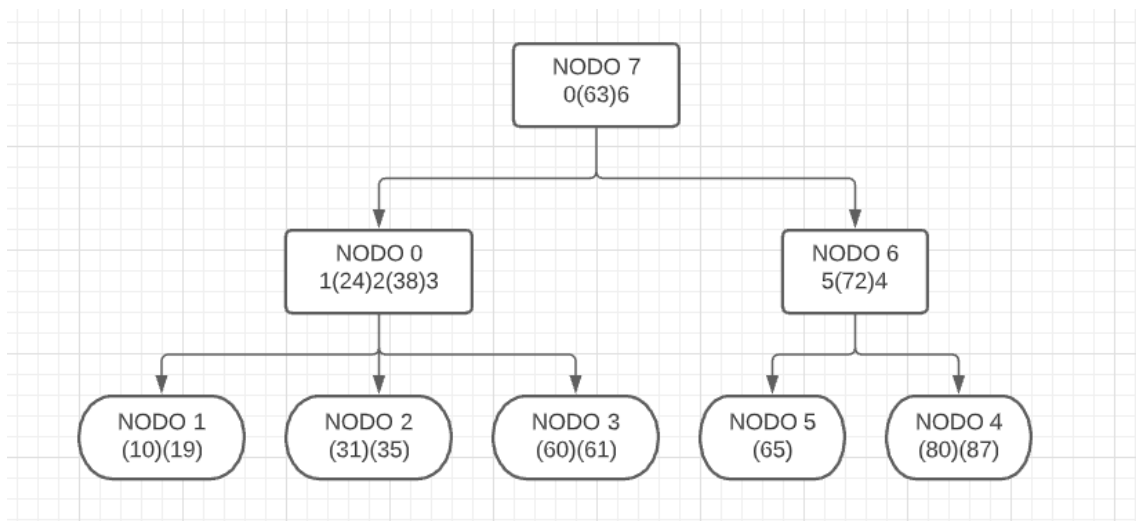 NODO 7
0(63)6
NODO 0
1(24)2(38)3
NODO 6
5(72)4
NODO 1
(10)(19)
NODO 2
(31)(35)
NODO 3
(60)(61)
NODO 5
(65)
NODO 4
(80)(87)